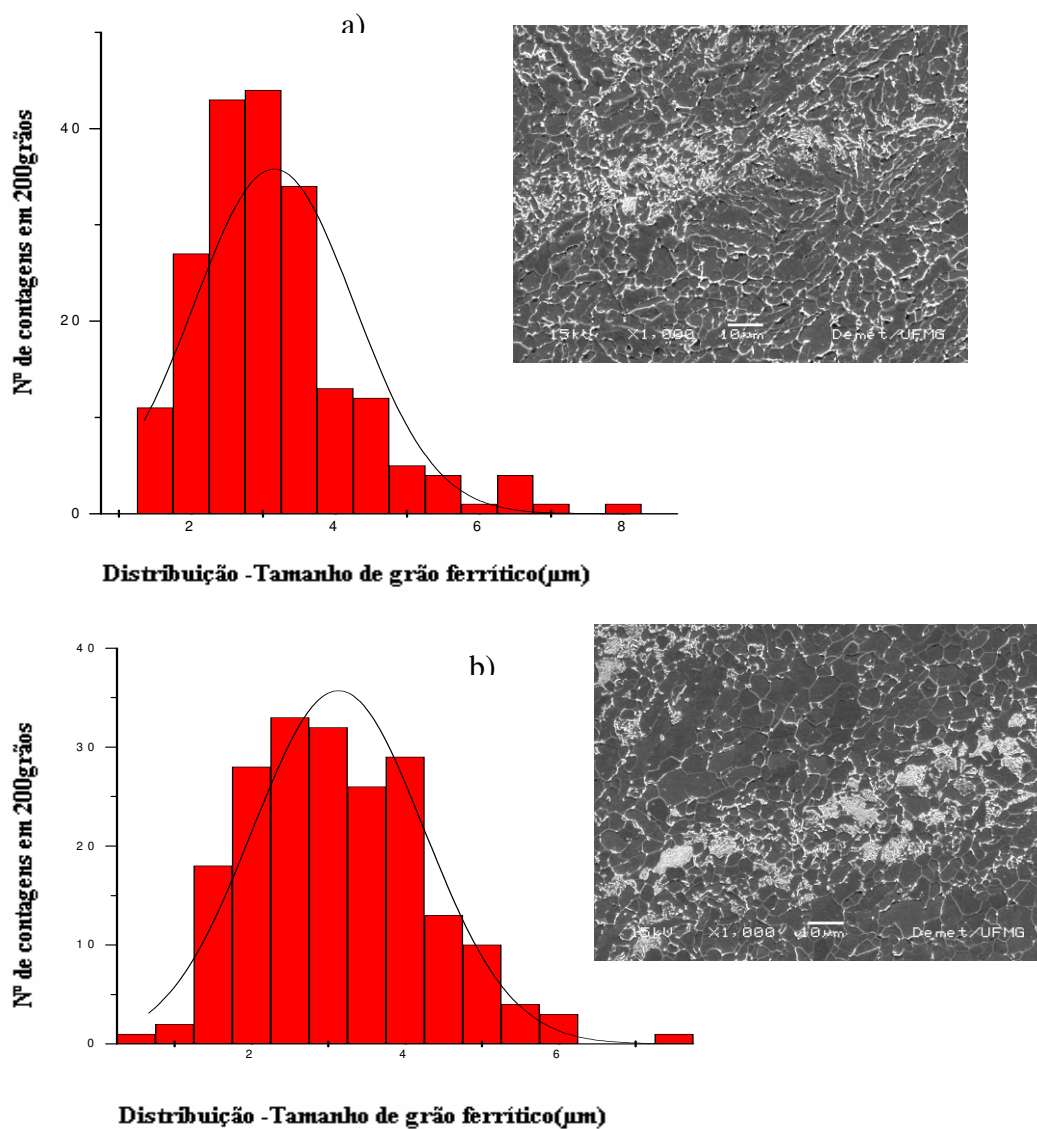 a)
Nº de contagens em 200grãos
40
20
0
2 4 6 8
Distribuição -Tamanho de grão ferrítico(µm)
15kV X1,000 10µm Demet/UFMG
b)
Nº de contagens em 200grãos
40
30
20
10
0
2 4 6
Distribuição -Tamanho de grão ferrítico(µm)
15kV X1,000 10µm Demet/UFMG